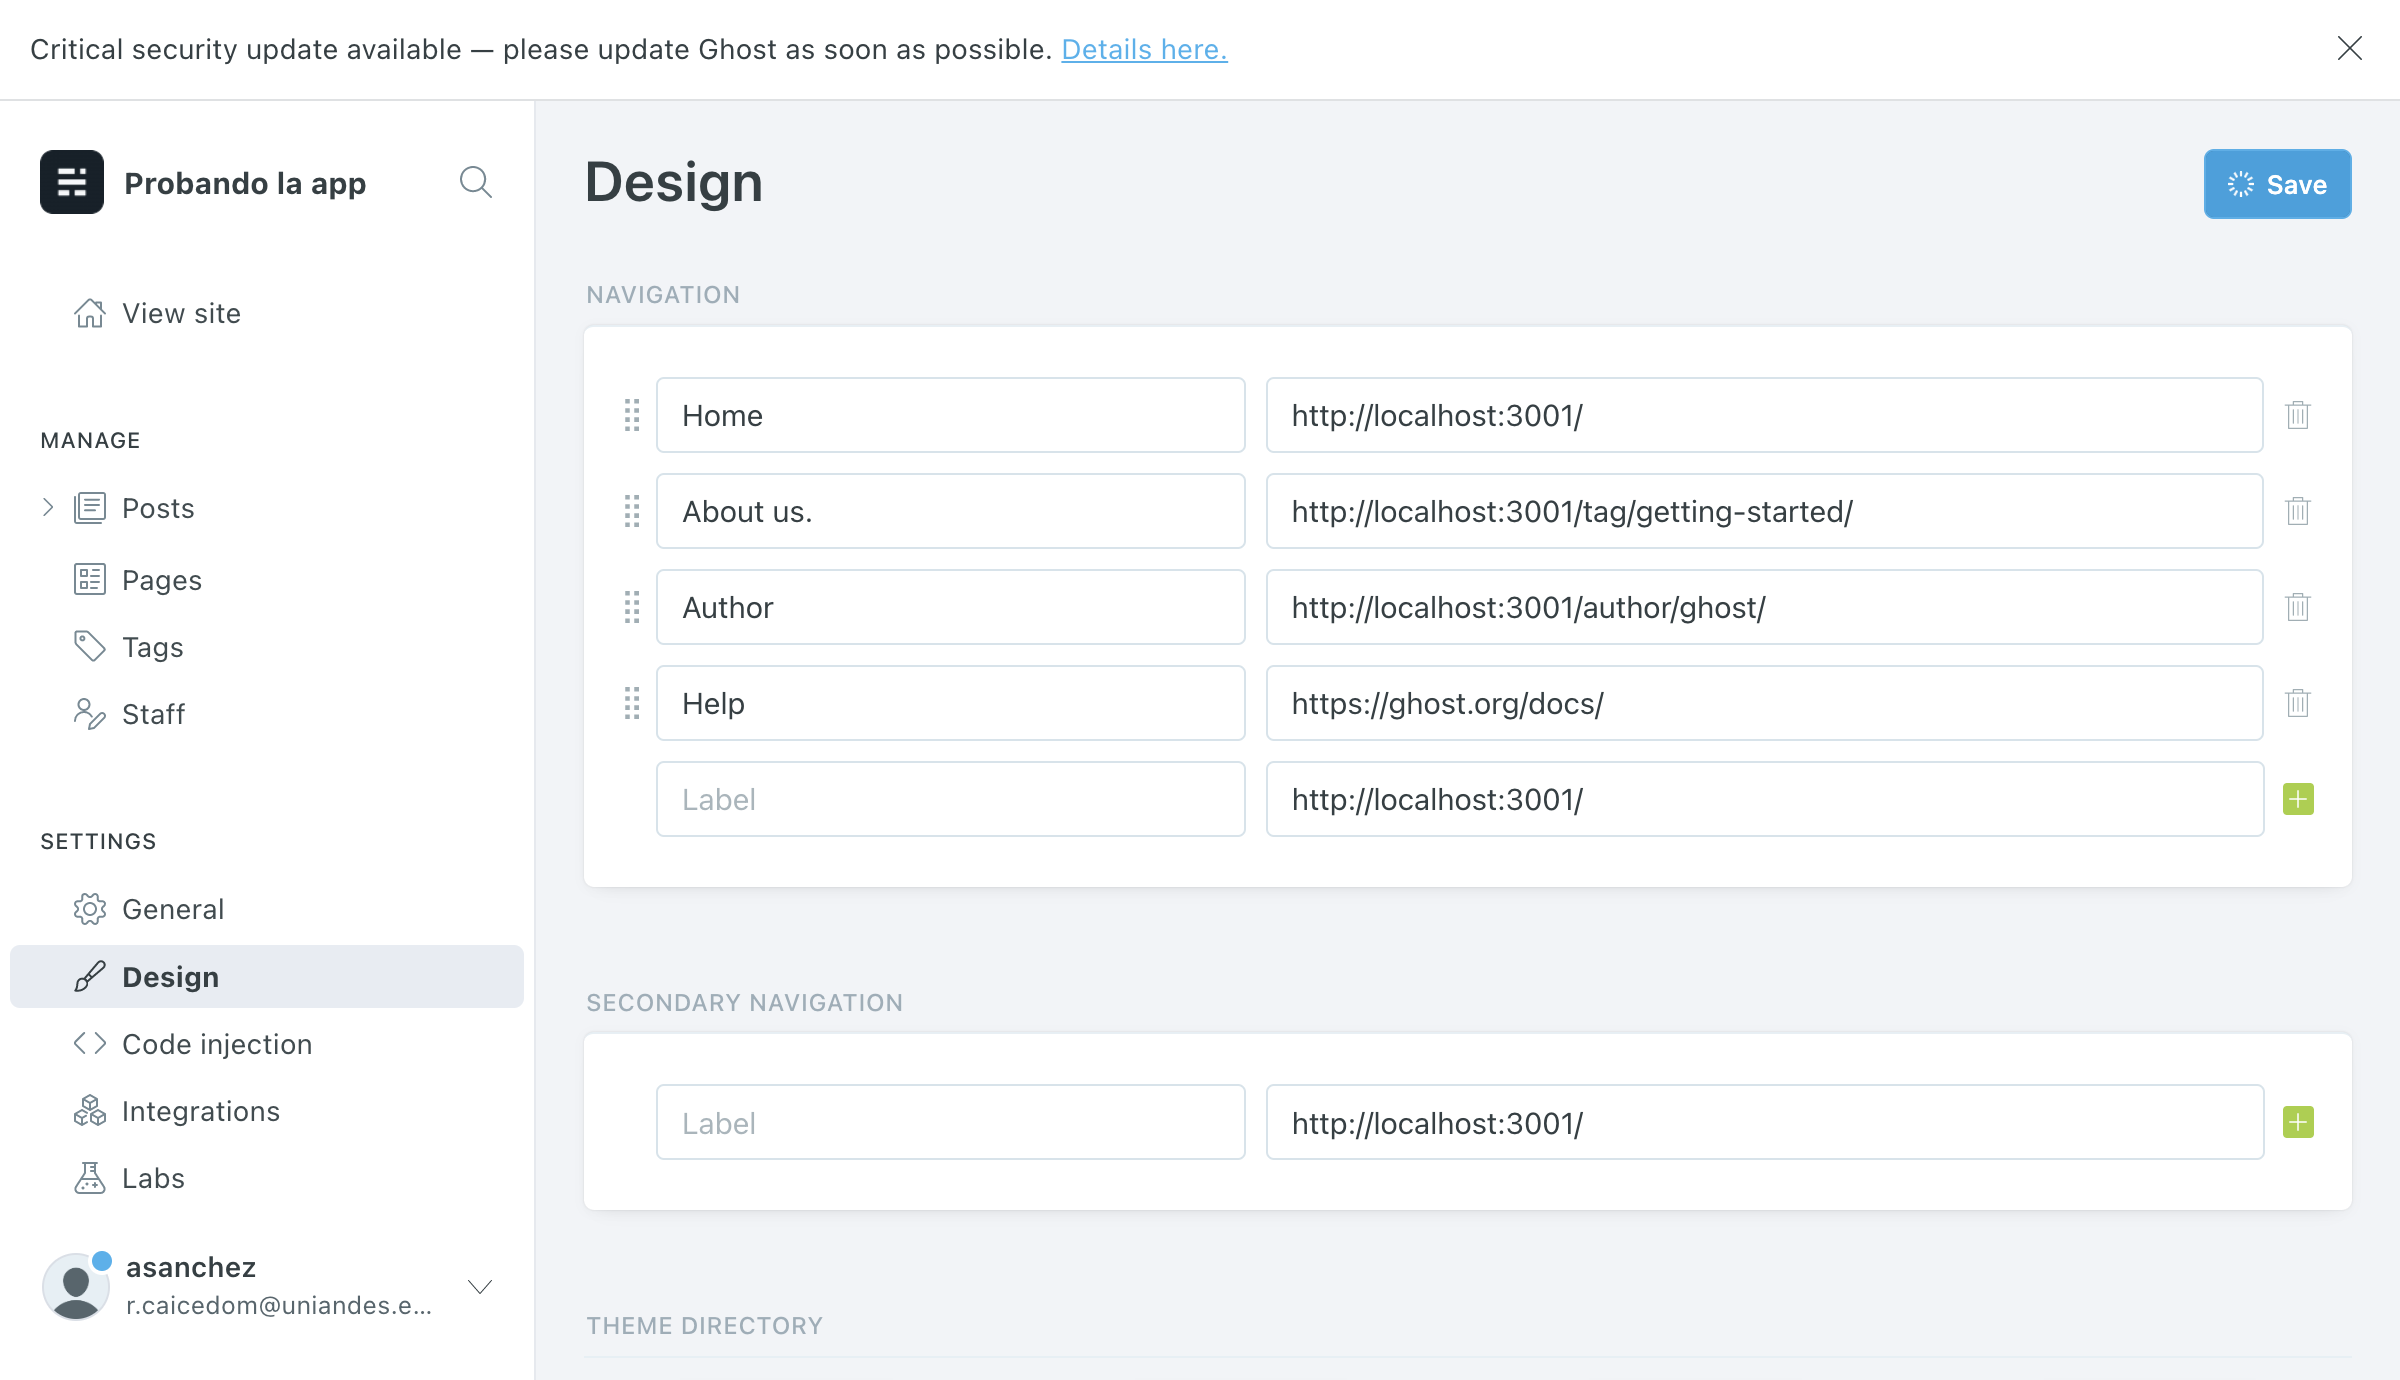 Critical security update available — please update Ghost as soon as possible. Details here.
Probando la app
View site
MANAGE
Posts
Pages
Tags
Staff
SETTINGS
General
Design
Code injection
Integrations
Labs
asanchez
r.caicedom@uniandes.e...
Design
Save
NAVIGATION
Home http://localhost:3001/
About us. http://localhost:3001/tag/getting-started/
Author http://localhost:3001/author/ghost/
Help https://ghost.org/docs/
Label http://localhost:3001/
SECONDARY NAVIGATION
Label http://localhost:3001/
THEME DIRECTORY